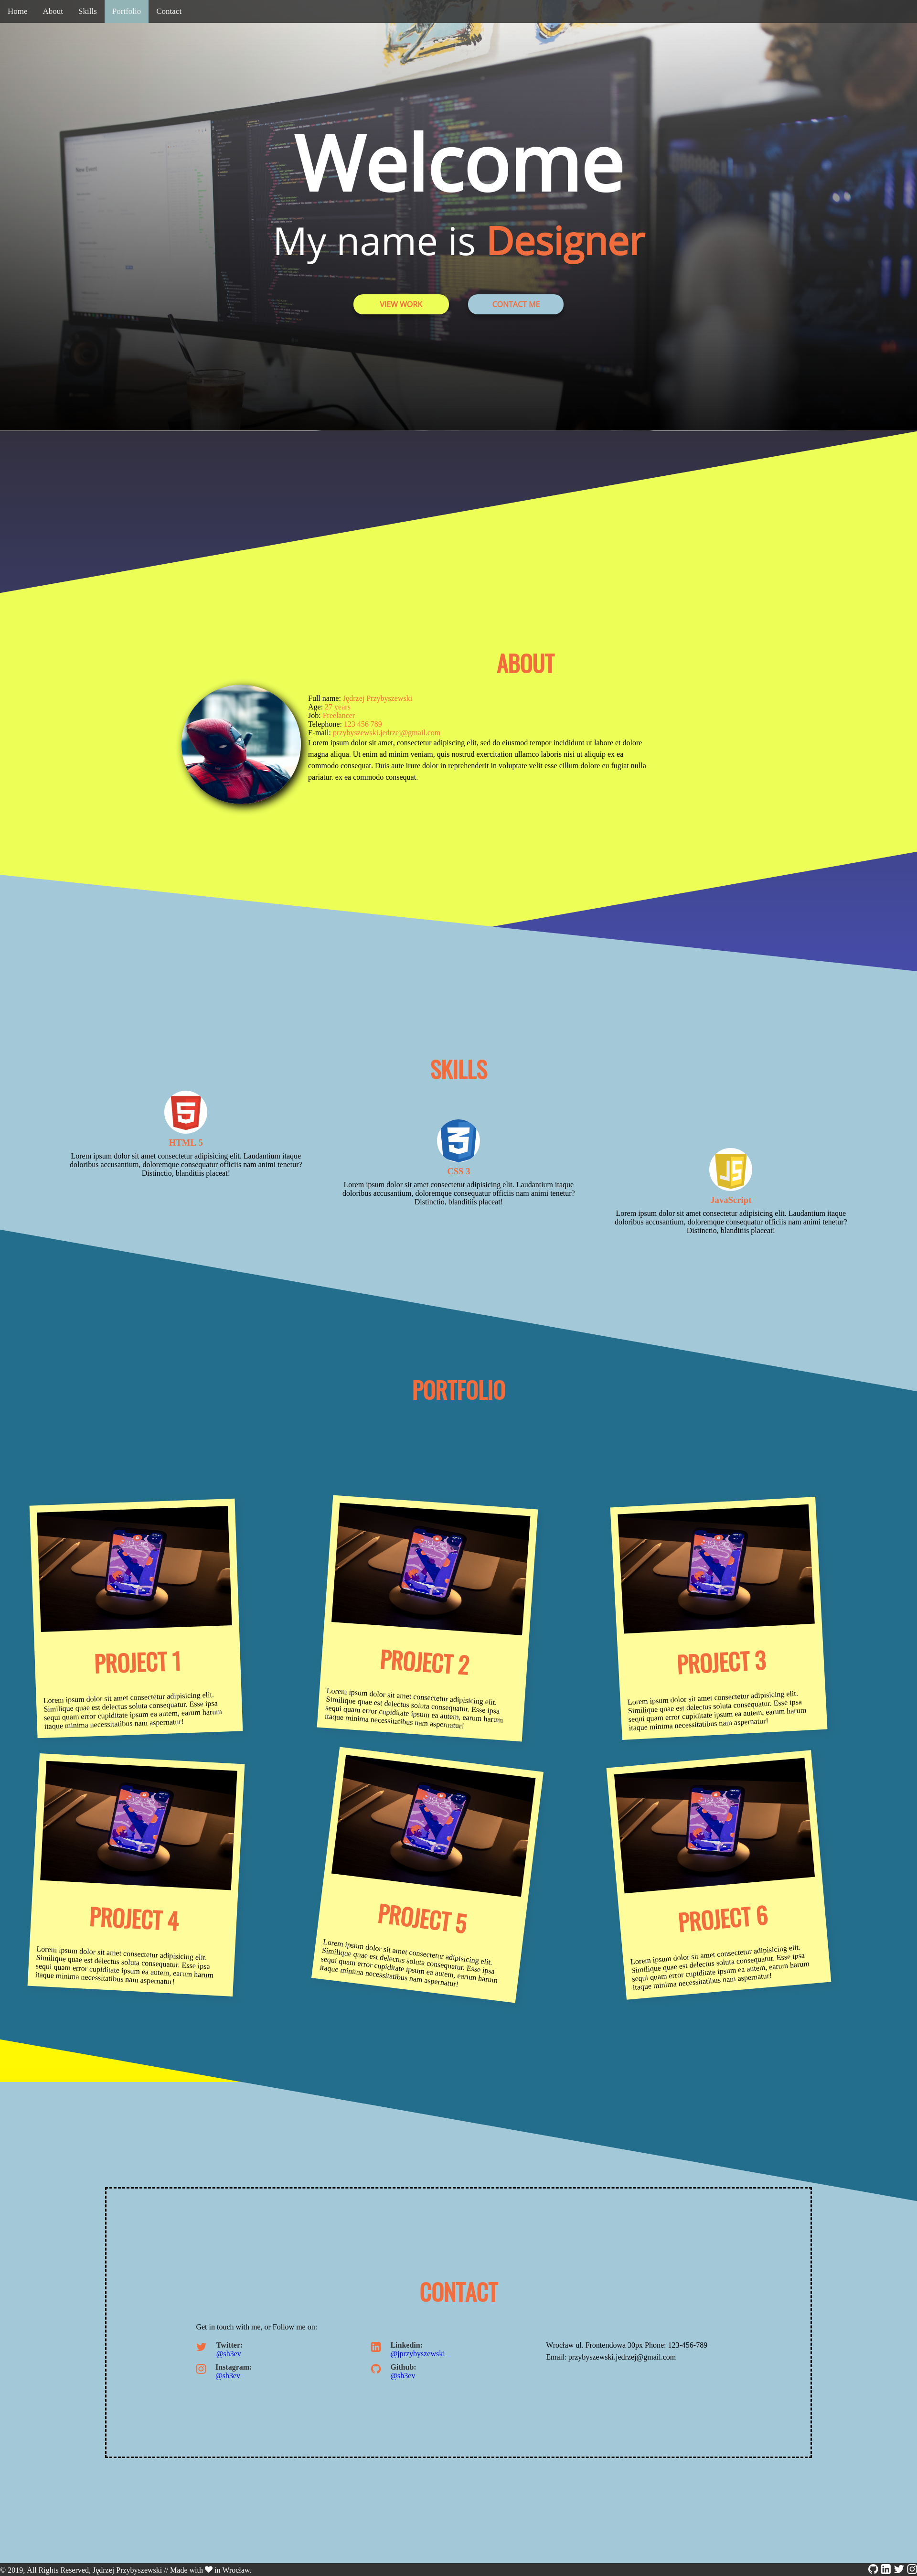 Home About Skills Portfolio Contact
Welcome
My name is Designer
VIEW WORK
CONTACT ME
ABOUT
Full name: Jędrzej Przybyszewski
Age: 27 years
Job: Freelancer
Telephone: 123 456 789
E-mail: przybyszewski.jedrzej@gmail.com
Lorem ipsum dolor sit amet, consectetur adipiscing elit, sed do eiusmod tempor incididunt ut labore et dolore
magna aliqua. Ut enim ad minim veniam, quis nostrud exercitation ullamco laboris nisi ut aliquip ex ea
commodo consequat. Duis aute irure dolor in reprehenderit in voluptate velit esse cillum dolore eu fugiat nulla
pariatur. ex ea commodo consequat.
SKILLS
HTML 5
Lorem ipsum dolor sit amet consectetur adipisicing elit. Laudantium itaque
doloribus accusantium, doloremque consequatur officiis nam animi tenetur?
Distinctio, blanditiis placeat!
CSS 3
Lorem ipsum dolor sit amet consectetur adipisicing elit. Laudantium itaque
doloribus accusantium, doloremque consequatur officiis nam animi tenetur?
Distinctio, blanditiis placeat!
JS
JavaScript
Lorem ipsum dolor sit amet consectetur adipisicing elit. Laudantium itaque
doloribus accusantium, doloremque consequatur officiis nam animi tenetur?
Distinctio, blanditiis placeat!
PORTFOLIO
PROJECT 1
Lorem ipsum dolor sit amet consectetur adipisicing elit.
Similique quae est delectus soluta consequatur. Esse ipsa
sequi quam error cupiditate ipsum ea autem, earum harum
itaque minima necessitatibus nam aspernatur!
PROJECT 2
Lorem ipsum dolor sit amet consectetur adipisicing elit.
Similique quae est delectus soluta consequatur. Esse ipsa
sequi quam error cupiditate ipsum ea autem, earum harum
itaque minima necessitatibus nam aspernatur!
PROJECT 3
Lorem ipsum dolor sit amet consectetur adipisicing elit.
Similique quae est delectus soluta consequatur. Esse ipsa
sequi quam error cupiditate ipsum ea autem, earum harum
itaque minima necessitatibus nam aspernatur!
PROJECT 4
Lorem ipsum dolor sit amet consectetur adipisicing elit.
Similique quae est delectus soluta consequatur. Esse ipsa
sequi quam error cupiditate ipsum ea autem, earum harum
itaque minima necessitatibus nam aspernatur!
PROJECT 5
Lorem ipsum dolor sit amet consectetur adipisicing elit.
Similique quae est delectus soluta consequatur. Esse ipsa
sequi quam error cupiditate ipsum ea autem, earum harum
itaque minima necessitatibus nam aspernatur!
PROJECT 6
Lorem ipsum dolor sit amet consectetur adipisicing elit.
Similique quae est delectus soluta consequatur. Esse ipsa
sequi quam error cupiditate ipsum ea autem, earum harum
itaque minima necessitatibus nam aspernatur!
CONTACT
Get in touch with me, or Follow me on:
Twitter:
@sh3ev
Instagram:
@sh3ev
Linkedin:
@jprzybyszewski
Github:
@sh3ev
Wrocław ul. Frontendowa 30px Phone: 123-456-789
Email: przybyszewski.jedrzej@gmail.com
© 2019, All Rights Reserved, Jędrzej Przybyszewski // Made with ♥ in Wrocław.